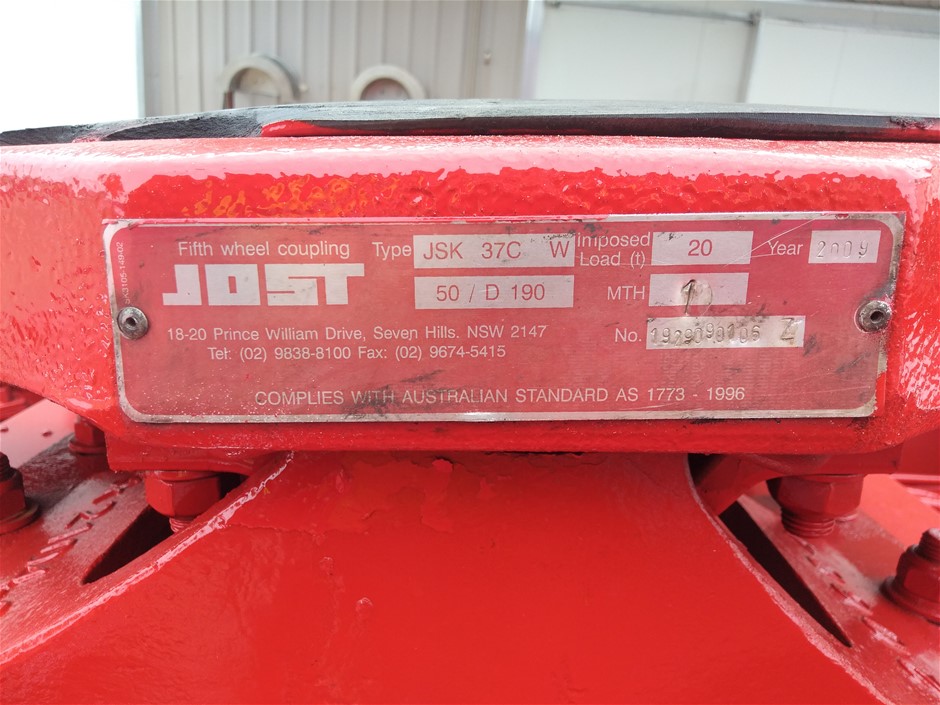 Fifth wheel coupling Type JSK 37C W Imposed Load (t) 20 Year 2009
JOST 50 / D 190 MTH 1
18-20 Prince William Drive, Seven Hills. NSW 2147 No. 1929090106 Z
Tel: (02) 9838-8100 Fax: (02) 9674-5415
COMPLIES WITH AUSTRALIAN STANDARD AS 1773 - 1996